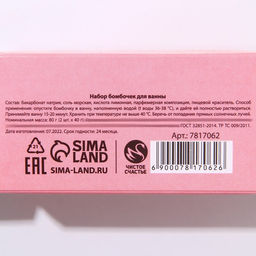 Набор бомбочек для ванны
Состав: бикарбонат натрия, соль морская, кислота лимонная, парфюмерная композиция, пищевой краситель. Способ
применения: опустите бомбочку в ванну, наполненную водой (t воды 36-38 °C), и дайте ей полностью раствориться.
Принимайте ванну 15-20 минут. Хранить при температуре не выше 40 °C. Беречь от попадания прямых солнечных лучей.
Номинальная масса: 80 г (2 шт. х 40 г).
ГОСТ 32851-2014. ТР ТС 009/2011.
Дата изготовления: 07.2022. Срок годности: 24 месяца.
Арт.: 7817062
EAC
21
PAP
SIMA
LAND
SIMA-LAND.RU
ЧИСТОЕ
СЧАСТЬЕ
6 900078 170626 >